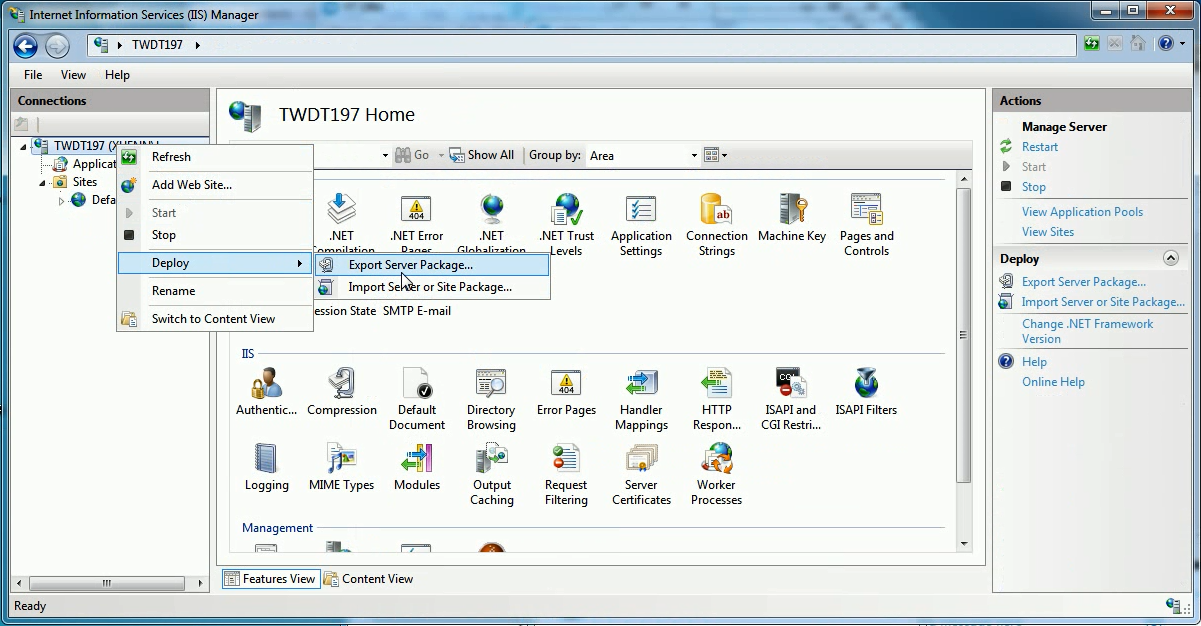 Internet Information Services (IIS) Manager
TWDT197
File View Help
Connections
TWDT197
Applicat
Sites
Defa
Refresh
Add Web Site...
Start
Stop
Deploy
Rename
Switch to Content View
Export Server Package...
Import Server or Site Package...
TWDT197 Home
Go Show All Group by: Area
.NET Compilation
.NET Error Pages
.NET Globalization
.NET Trust Levels
Application Settings
Connection Strings
Machine Key
Pages and Controls
ession State
SMTP E-mail
IIS
Authentic...
Compression
Default Document
Directory Browsing
Error Pages
Handler Mappings
HTTP Respon...
ISAPI and CGI Restri...
ISAPI Filters
Logging
MIME Types
Modules
Output Caching
Request Filtering
Server Certificates
Worker Processes
Management
Features View Content View
Actions
Manage Server
Restart
Start
Stop
View Application Pools
View Sites
Deploy
Export Server Package...
Import Server or Site Package...
Change .NET Framework
Version
Help
Online Help
Ready